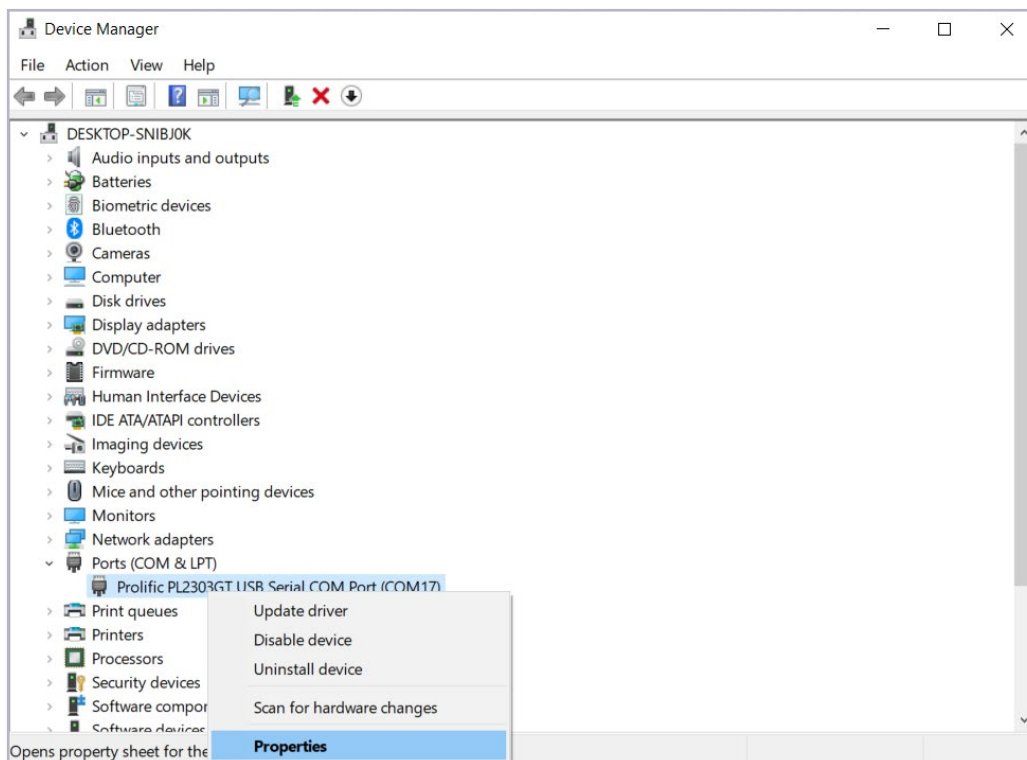 Device Manager
File Action View Help
DESKTOP-SNIBJ0K
Audio inputs and outputs
Batteries
Biometric devices
Bluetooth
Cameras
Computer
Disk drives
Display adapters
DVD/CD-ROM drives
Firmware
Human Interface Devices
IDE ATA/ATAPI controllers
Imaging devices
Keyboards
Mice and other pointing devices
Monitors
Network adapters
Ports (COM & LPT)
Prolific PL2303GT USB Serial COM Port (COM17)
Print queues
Printers
Processors
Security devices
Software compor
Software devices
Update driver
Disable device
Uninstall device
Scan for hardware changes
Properties
Opens property sheet for the